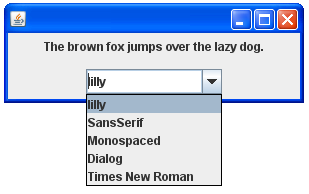 The brown fox jumps over the lazy dog.
lilly
lilly
SansSerif
Monospaced
Dialog
Times New Roman